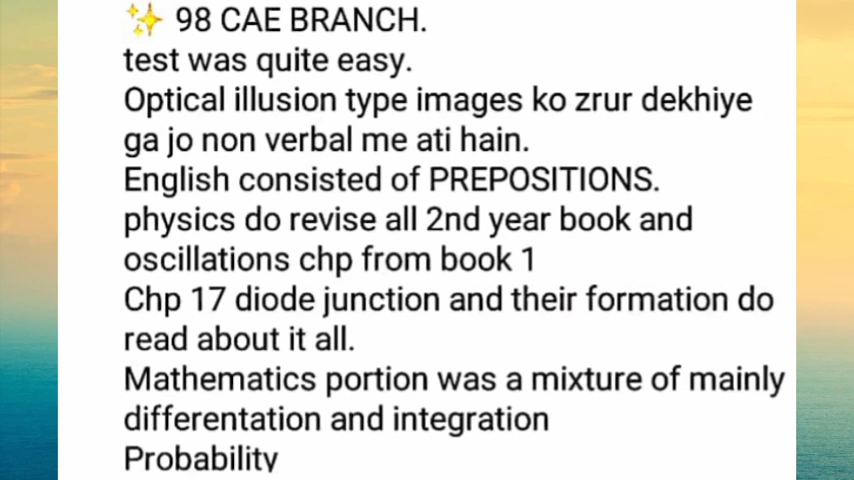 ✨ 98 CAE BRANCH.
test was quite easy.
Optical illusion type images ko zrur dekhiye
ga jo non verbal me ati hain.
English consisted of PREPOSITIONS.
physics do revise all 2nd year book and
oscillations chp from book 1
Chp 17 diode junction and their formation do
read about it all.
Mathematics portion was a mixture of mainly
differentation and integration
Probability